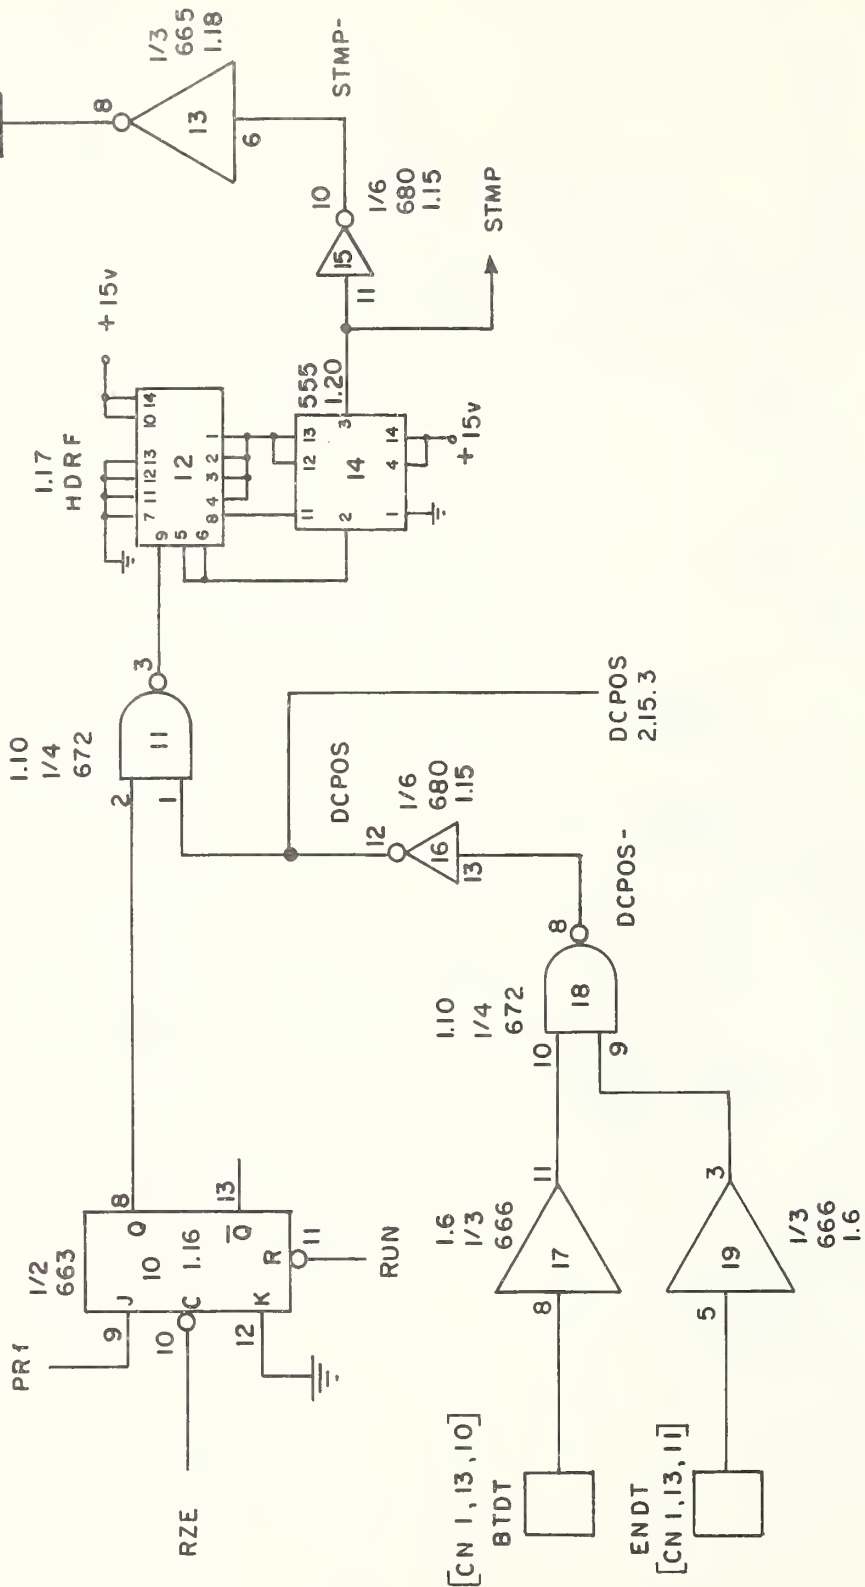 PR1
1/2
663
J
Q
8
9
10
1.16
10
C
Q
13
12
K
R
11
RZE
RUN
[CN 1, 13, 10]
BTDT
8
17
11
1.6
1/3
666
ENDT
[CN 1, 13, 11]
5
19
3
1/3
666
1.6
1.10
1/4
672
10
9
18
8
DCPOS-
13
16
12
1/6
680
1.15
DCPOS
DCPOS
2.15.3
1.10
1/4
672
2
1
11
3
1.17
HDRF
7 11 12 13 10 14
9
5
6
12
8 4 3 2 1
+15v
11 12 13
2
14
3
1 4 14
555
1.20
+15v
11
15
10
1/6
680
1.15
STMP
STMP-
6
13
8
1/3
665
1.18